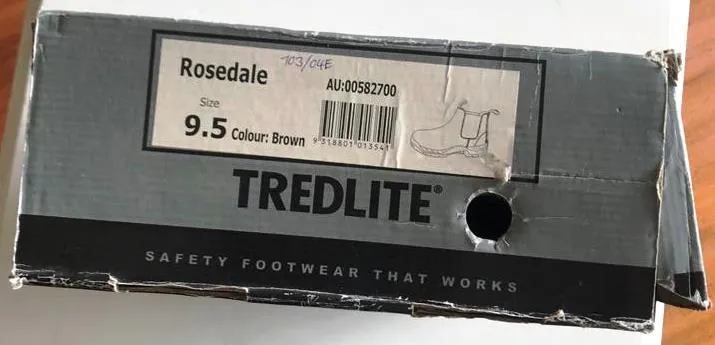 Rosedale 103/04E
AU:00582700
Size
9.5 Colour: Brown
9 318801 013541
TREDLITE®
SAFETY FOOTWEAR THAT WORKS